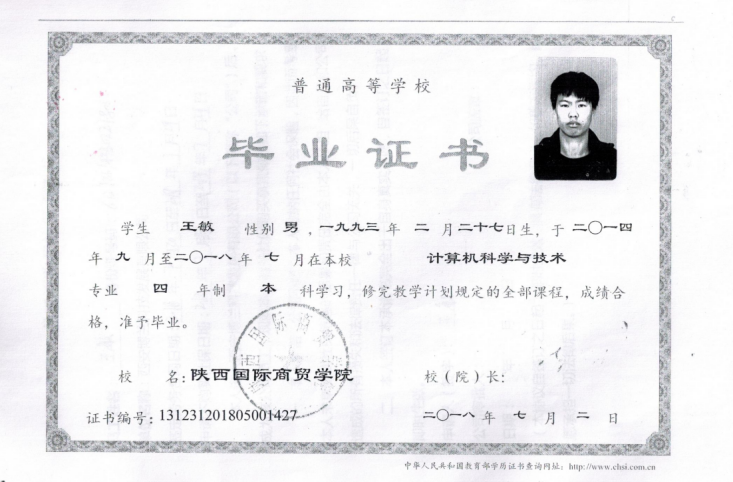 普通高等学校
毕业证书
学生 王敏 性别 男 ，一九九三 年 二 月二十七日生，于 二〇一四
年 九 月至二〇一八 年 七 月在本校 计算机科学与技术
专业 四 年制 本 科学习，修完教学计划规定的全部课程，成绩合
格，准予毕业。
校 名：陕西国际商贸学院 校（院）长：
证书编号：131231201805001427 二〇一八 年 七 月 二 日
中华人民共和国教育部学历证书查询网址：http://www.chsi.com.cn